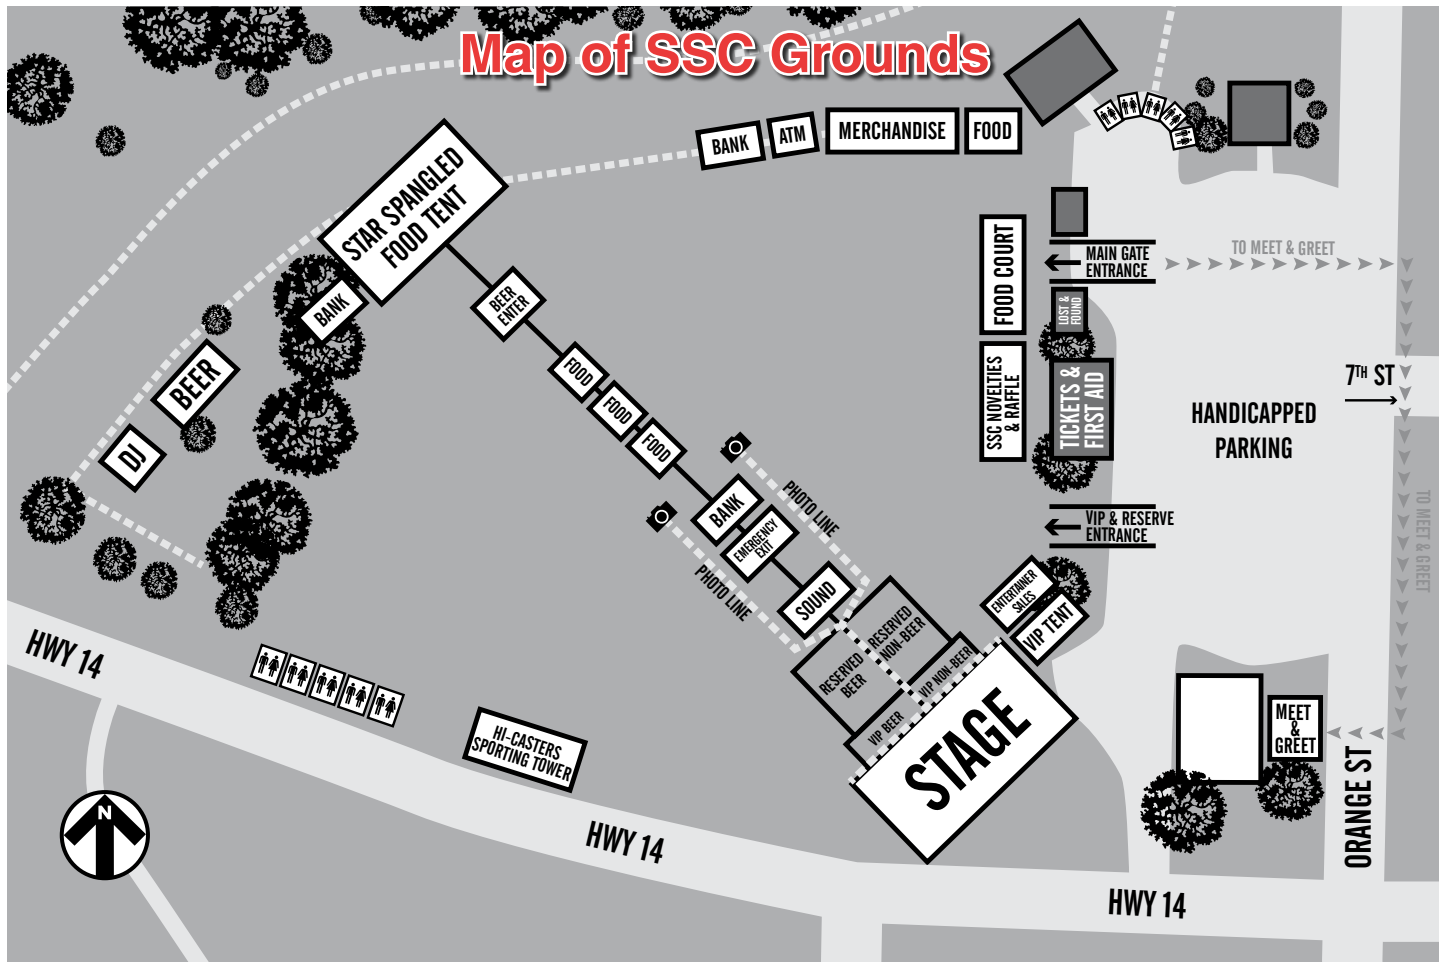 Map of SSC Grounds
BANK
ATM
MERCHANDISE
FOOD
STAR SPANGLED
FOOD TENT
BANK
BEER
ENTER
BEER
DJ
FOOD
FOOD
FOOD
BANK
EMERGENCY
EXIT
SOUND
PHOTO LINE
PHOTO LINE
RESERVED
NON-BEER
RESERVED
BEER
VIP NON-BEER
VIP BEER
STAGE
FOOD COURT
SSC NOVELTIES
& RAFFLE
MAIN GATE
ENTRANCE
LOST &
FOUND
TICKETS &
FIRST AID
VIP & RESERVE
ENTRANCE
ENTERTAINER
SALES
VIP TENT
TO MEET & GREET
7TH ST
HANDICAPPED
PARKING
TO MEET & GREET
MEET
&
GREET
ORANGE ST
HWY 14
HI-CASTERS
SPORTING TOWER
N
HWY 14
HWY 14